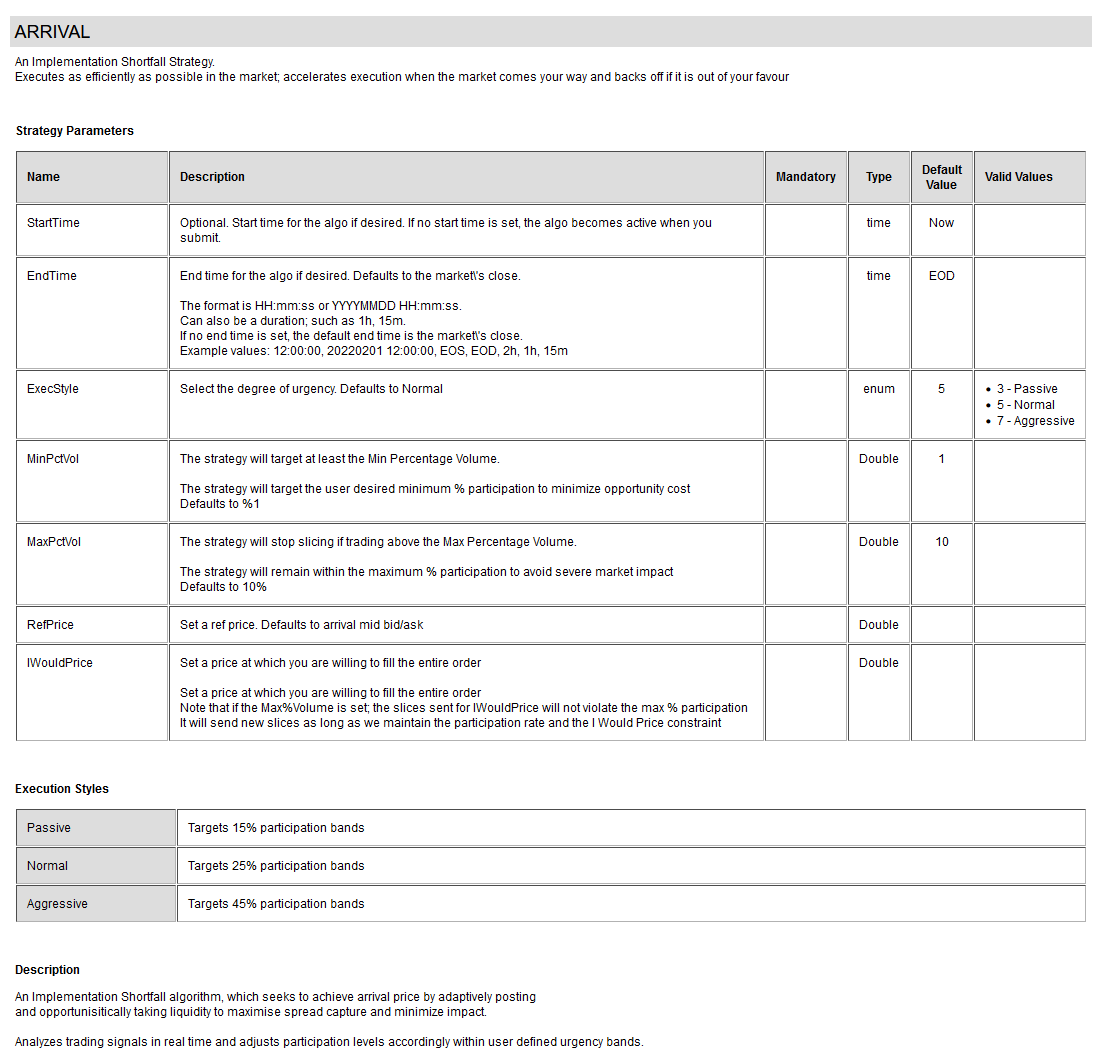 ARRIVAL
An Implementation Shortfall Strategy.
Executes as efficiently as possible in the market; accelerates execution when the market comes your way and backs off if it is out of your favour
Strategy Parameters
Name Description Mandatory Type Default Value Valid Values
StartTime Optional. Start time for the algo if desired. If no start time is set, the algo becomes active when you time Now
submit.
EndTime End time for the algo if desired. Defaults to the market\'s close. time EOD
The format is HH:mm:ss or YYYYMMDD HH:mm:ss.
Can also be a duration; such as 1h, 15m.
If no end time is set, the default end time is the market\'s close.
Example values: 12:00:00, 20220201 12:00:00, EOS, EOD, 2h, 1h, 15m
ExecStyle Select the degree of urgency. Defaults to Normal enum 5 • 3 - Passive
• 5 - Normal
• 7 - Aggressive
MinPctVol The strategy will target at least the Min Percentage Volume. Double 1
The strategy will target the user desired minimum % participation to minimize opportunity cost
Defaults to %1
MaxPctVol The strategy will stop slicing if trading above the Max Percentage Volume. Double 10
The strategy will remain within the maximum % participation to avoid severe market impact
Defaults to 10%
RefPrice Set a ref price. Defaults to arrival mid bid/ask Double
IWouldPrice Set a price at which you are willing to fill the entire order Double
Set a price at which you are willing to fill the entire order
Note that if the Max%Volume is set; the slices sent for IWouldPrice will not violate the max % participation
It will send new slices as long as we maintain the participation rate and the I Would Price constraint
Execution Styles
Passive Targets 15% participation bands
Normal Targets 25% participation bands
Aggressive Targets 45% participation bands
Description
An Implementation Shortfall algorithm, which seeks to achieve arrival price by adaptively posting
and opportunisitically taking liquidity to maximise spread capture and minimize impact.
Analyzes trading signals in real time and adjusts participation levels accordingly within user defined urgency bands.